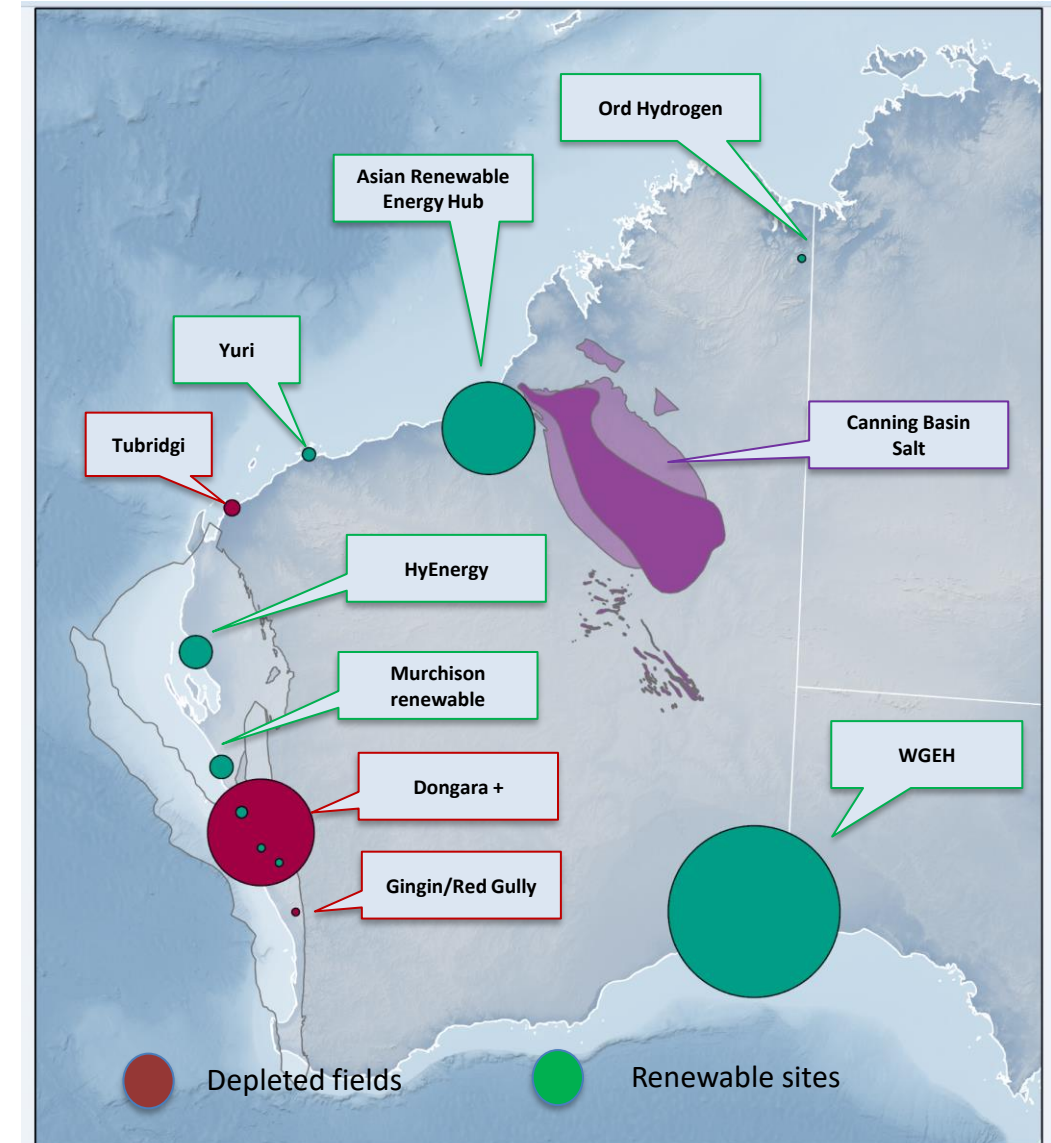 Ord Hydrogen
Asian Renewable
Energy Hub
Yuri
Tubridgi
Canning Basin
Salt
HyEnergy
Murchison
renewable
WGEH
Dongara +
Gingin/Red Gully
Depleted fields
Renewable sites